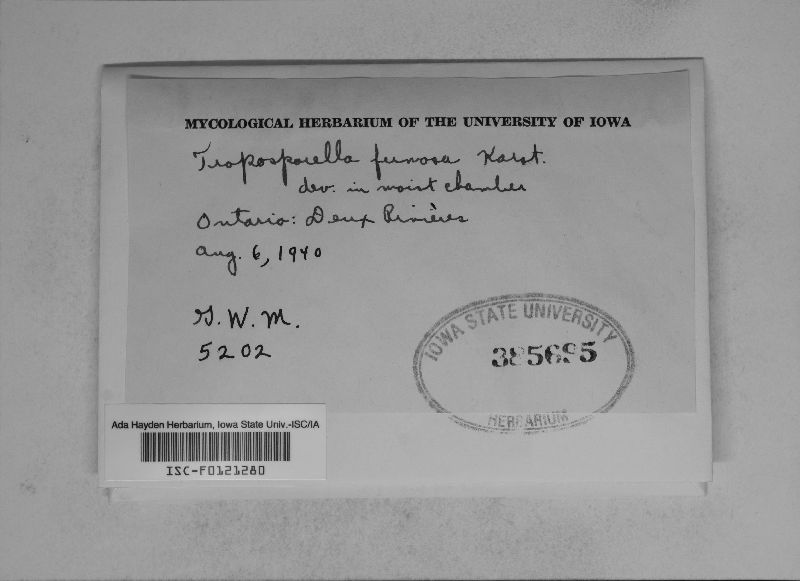 MYCOLOGICAL HERBARIUM OF THE UNIVERSITY OF IOWA
Troposporella fumosa Karst.
dev. in moist chamber
Ontario: Deux Rivières
Aug. 6, 1940
G. W. M.
5202
IOWA STATE UNIVERSITY
385695
HERBARIUM
Ada Hayden Herbarium, Iowa State Univ.-ISC/IA
ISC-F0121280